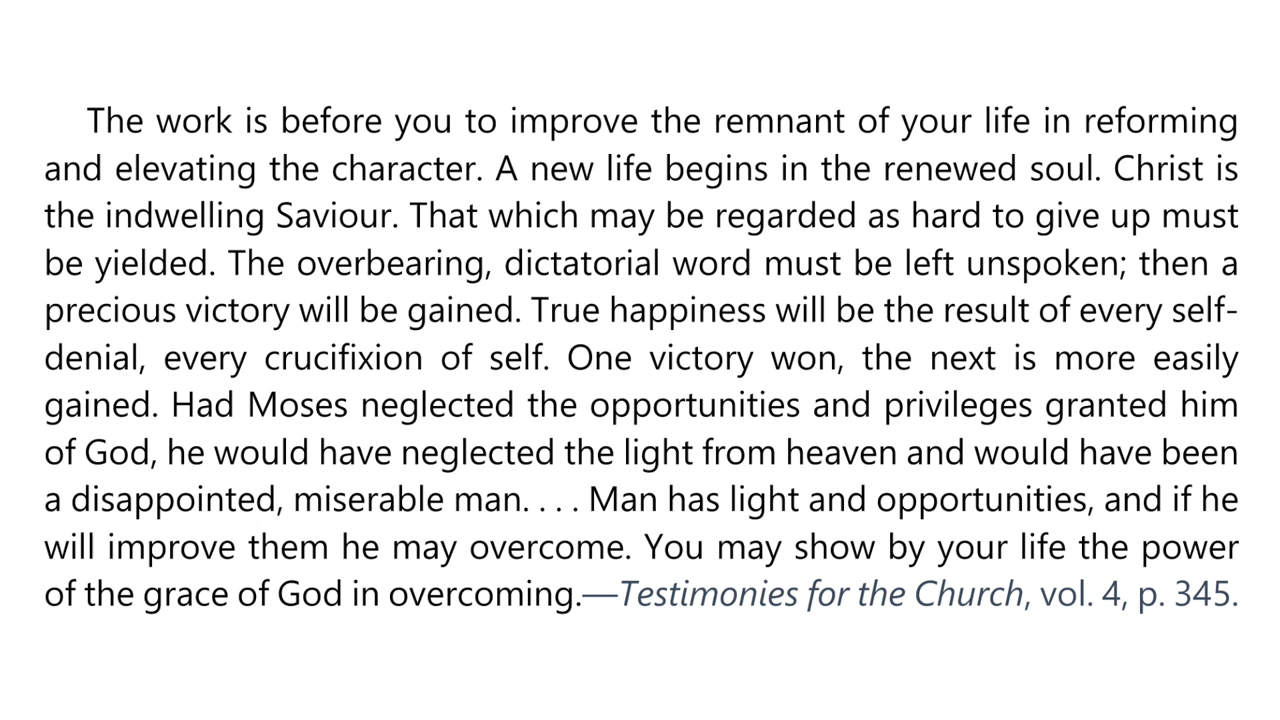 The work is before you to improve the remnant of your life in reforming
and elevating the character. A new life begins in the renewed soul. Christ is
the indwelling Saviour. That which may be regarded as hard to give up must
be yielded. The overbearing, dictatorial word must be left unspoken; then a
precious victory will be gained. True happiness will be the result of every self-
denial, every crucifixion of self. One victory won, the next is more easily
gained. Had Moses neglected the opportunities and privileges granted him
of God, he would have neglected the light from heaven and would have been
a disappointed, miserable man. . . . Man has light and opportunities, and if he
will improve them he may overcome. You may show by your life the power
of the grace of God in overcoming.—Testimonies for the Church, vol. 4, p. 345.